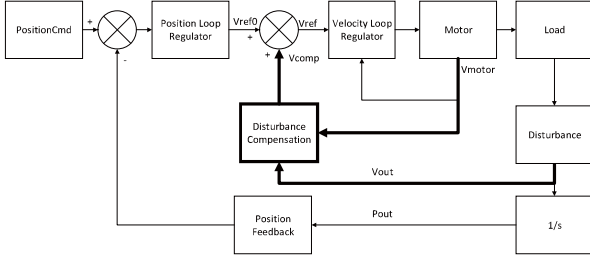 PositionCmd
+
-
Position Loop
Regulator
Vref0
+
+
Vref
Vcomp
Velocity Loop
Regulator
Motor
Load
Vmotor
Disturbance
Compensation
Disturbance
Vout
Position
Feedback
Pout
1/s